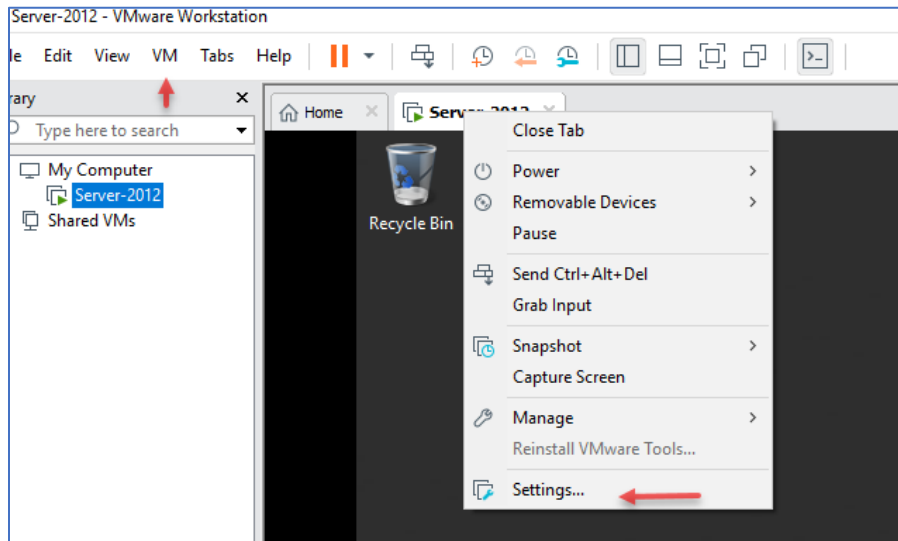 Server-2012 - VMware Workstation
le Edit View VM Tabs Help
rary
Type here to search
Home
Server-2012
My Computer
Server-2012
Shared VMs
Recycle Bin
Close Tab
Power
Removable Devices
Pause
Send Ctrl+Alt+Del
Grab Input
Snapshot
Capture Screen
Manage
Reinstall VMware Tools...
Settings...